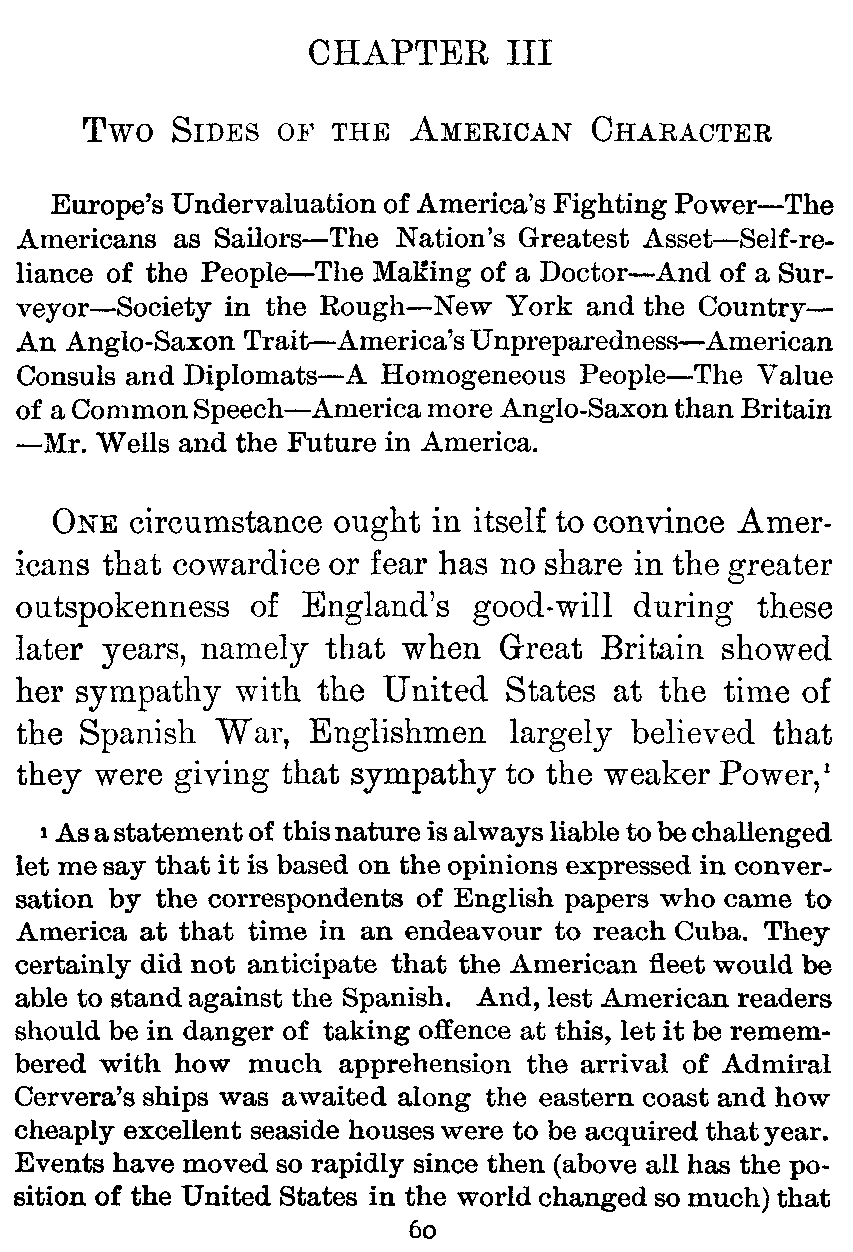 CHAPTER III
Two Sides of the American Character
Europe's Undervaluation of America's Fighting Power—The
Americans as Sailors—The Nation's Greatest Asset—Self-re-
liance of the People—The Making of a Doctor—And of a Sur-
veyor—Society in the Rough—New York and the Country—
An Anglo-Saxon Trait—America's Unpreparedness—American
Consuls and Diplomats—A Homogeneous People—The Value
of a Common Speech—America more Anglo-Saxon than Britain
—Mr. Wells and the Future in America.
One circumstance ought in itself to convince Amer-
icans that cowardice or fear has no share in the greater
outspokenness of England's good-will during these
later years, namely that when Great Britain showed
her sympathy with the United States at the time of
the Spanish War, Englishmen largely believed that
they were giving that sympathy to the weaker Power,¹
¹ As a statement of this nature is always liable to be challenged
let me say that it is based on the opinions expressed in conver-
sation by the correspondents of English papers who came to
America at that time in an endeavour to reach Cuba. They
certainly did not anticipate that the American fleet would be
able to stand against the Spanish. And, lest American readers
should be in danger of taking offence at this, let it be remem-
bered with how much apprehension the arrival of Admiral
Cervera's ships was awaited along the eastern coast and how
cheaply excellent seaside houses were to be acquired that year.
Events have moved so rapidly since then (above all has the po-
sition of the United States in the world changed so much) that
60